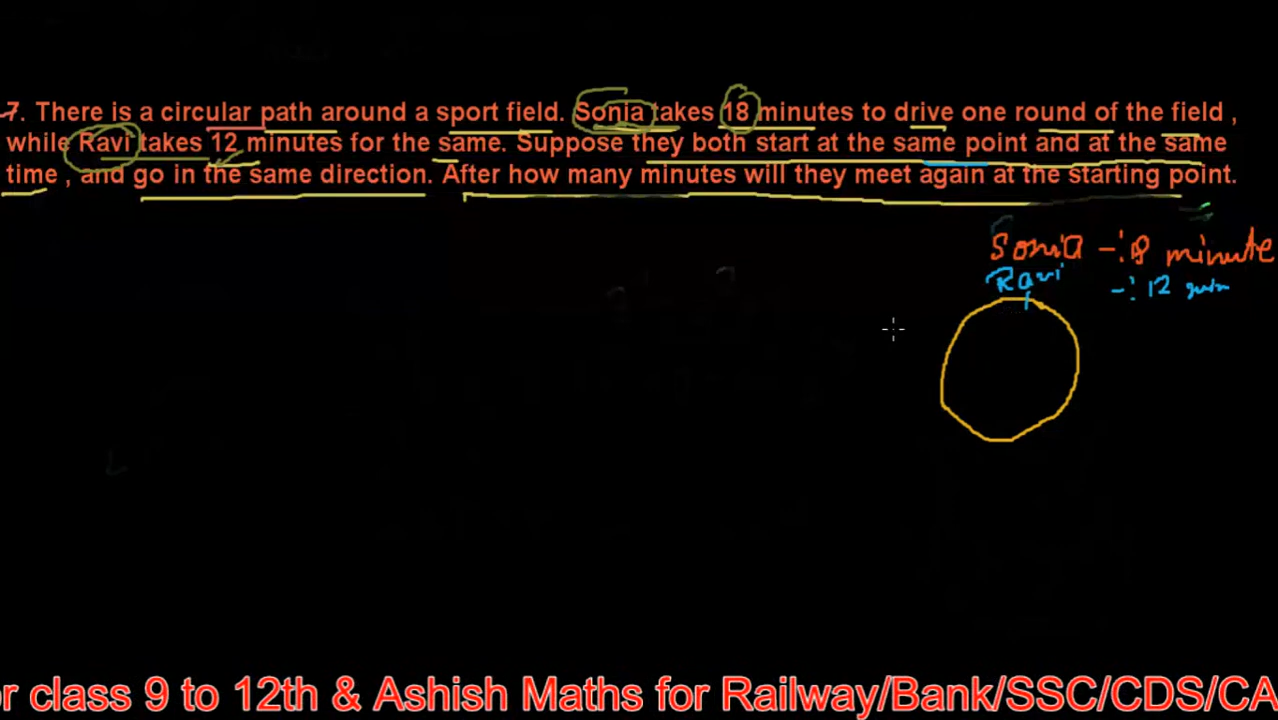 7. There is a circular path around a sport field. Sonia takes 18 minutes to drive one round of the field ,
while Ravi takes 12 minutes for the same. Suppose they both start at the same point and at the same
time , and go in the same direction. After how many minutes will they meet again at the starting point.
Sonia - 18 minute
Ravi - 12 min
or class 9 to 12th & Ashish Maths for Railway/Bank/SSC/CDS/CA